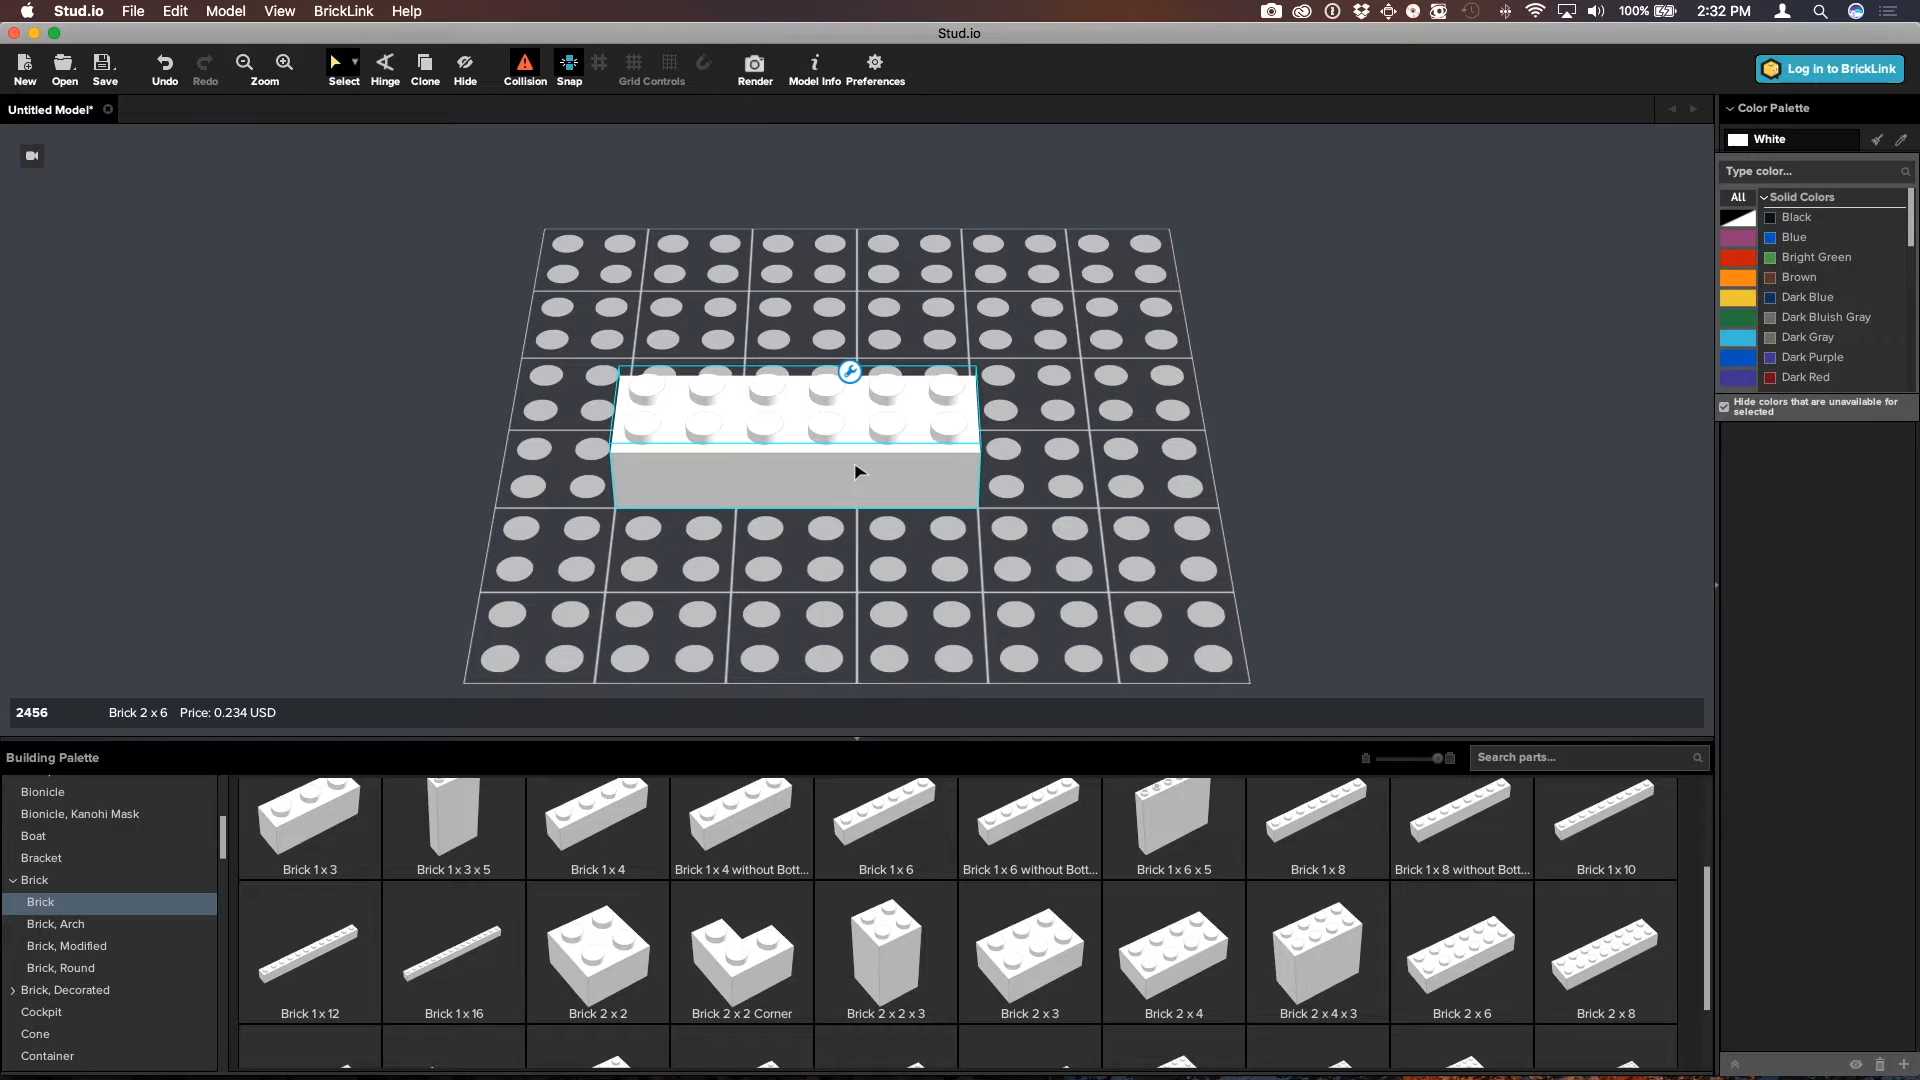 Stud.io File Edit Model View BrickLink Help 100% 2:32 PM
Stud.io
New Open Save Undo Redo Zoom Select Hinge Clone Hide Collision Snap Grid Controls Render Model Info Preferences Log in to BrickLink
Untitled Model*
Color Palette
White
Type color...
All Solid Colors
Black
Blue
Bright Green
Brown
Dark Blue
Dark Bluish Gray
Dark Gray
Dark Purple
Dark Red
Hide colors that are unavailable for
selected
2456 Brick 2 x 6 Price: 0.234 USD
Building Palette Search parts...
Bionicle
Bionicle, Kanohi Mask
Boat
Bracket
Brick
Brick
Brick, Arch
Brick, Modified
Brick, Round
Brick, Decorated
Cockpit
Cone
Container
Brick 1 x 3 Brick 1 x 3 x 5 Brick 1 x 4 Brick 1 x 4 without Bott... Brick 1 x 6 Brick 1 x 6 without Bott... Brick 1 x 6 x 5 Brick 1 x 8 Brick 1 x 8 without Bott... Brick 1 x 10
Brick 1 x 12 Brick 1 x 16 Brick 2 x 2 Brick 2 x 2 Corner Brick 2 x 2 x 3 Brick 2 x 3 Brick 2 x 4 Brick 2 x 4 x 3 Brick 2 x 6 Brick 2 x 8